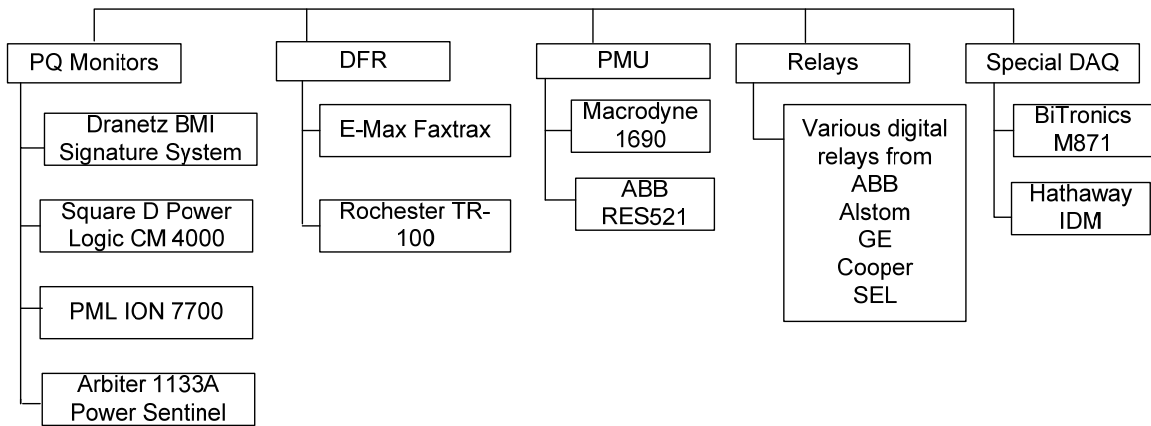 PQ Monitors
DFR
PMU
Relays
Special DAQ
Dranetz BMI
Signature System
Square D Power
Logic CM 4000
PML ION 7700
Arbiter 1133A
Power Sentinel
E-Max Faxtrax
Rochester TR-
100
Macrodyne
1690
ABB
RES521
Various digital
relays from
ABB
Alstom
GE
Cooper
SEL
BiTronics
M871
Hathaway
IDM